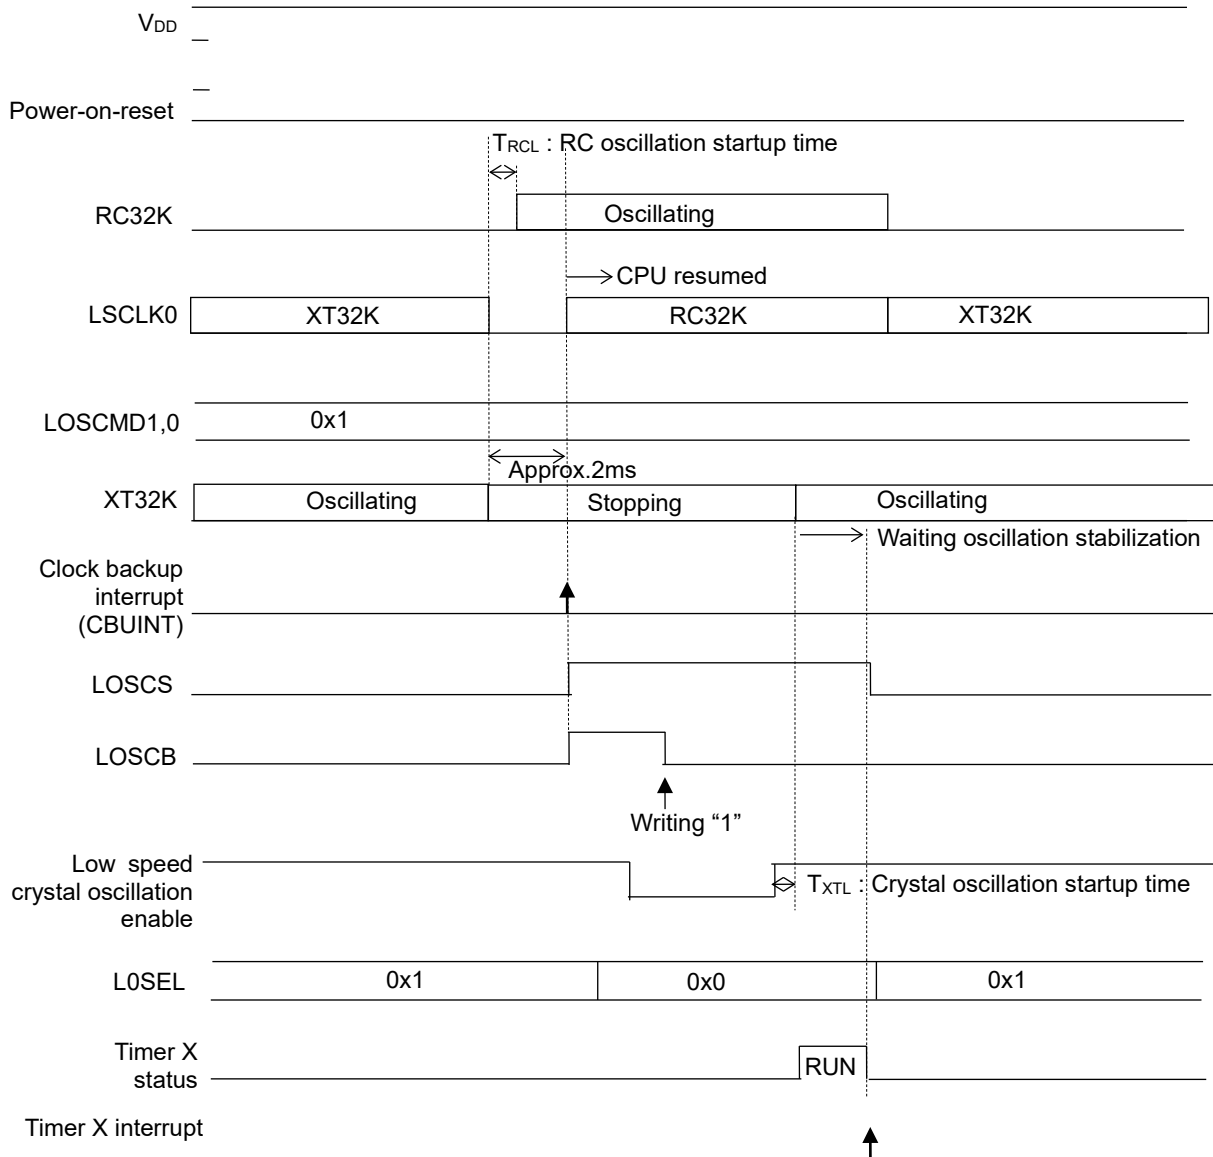 VDD
Power-on-reset
TRCL : RC oscillation startup time
RC32K
Oscillating
CPU resumed
LSCLK0
XT32K
RC32K
XT32K
LOSCMD1,0
0x1
Approx.2ms
XT32K
Oscillating
Stopping
Oscillating
Waiting oscillation stabilization
Clock backup
interrupt
(CBUINT)
LOSCS
LOSCB
Writing “1”
Low speed
crystal oscillation
enable
TXTL : Crystal oscillation startup time
L0SEL
0x1
0x0
0x1
Timer X
status
RUN
Timer X interrupt